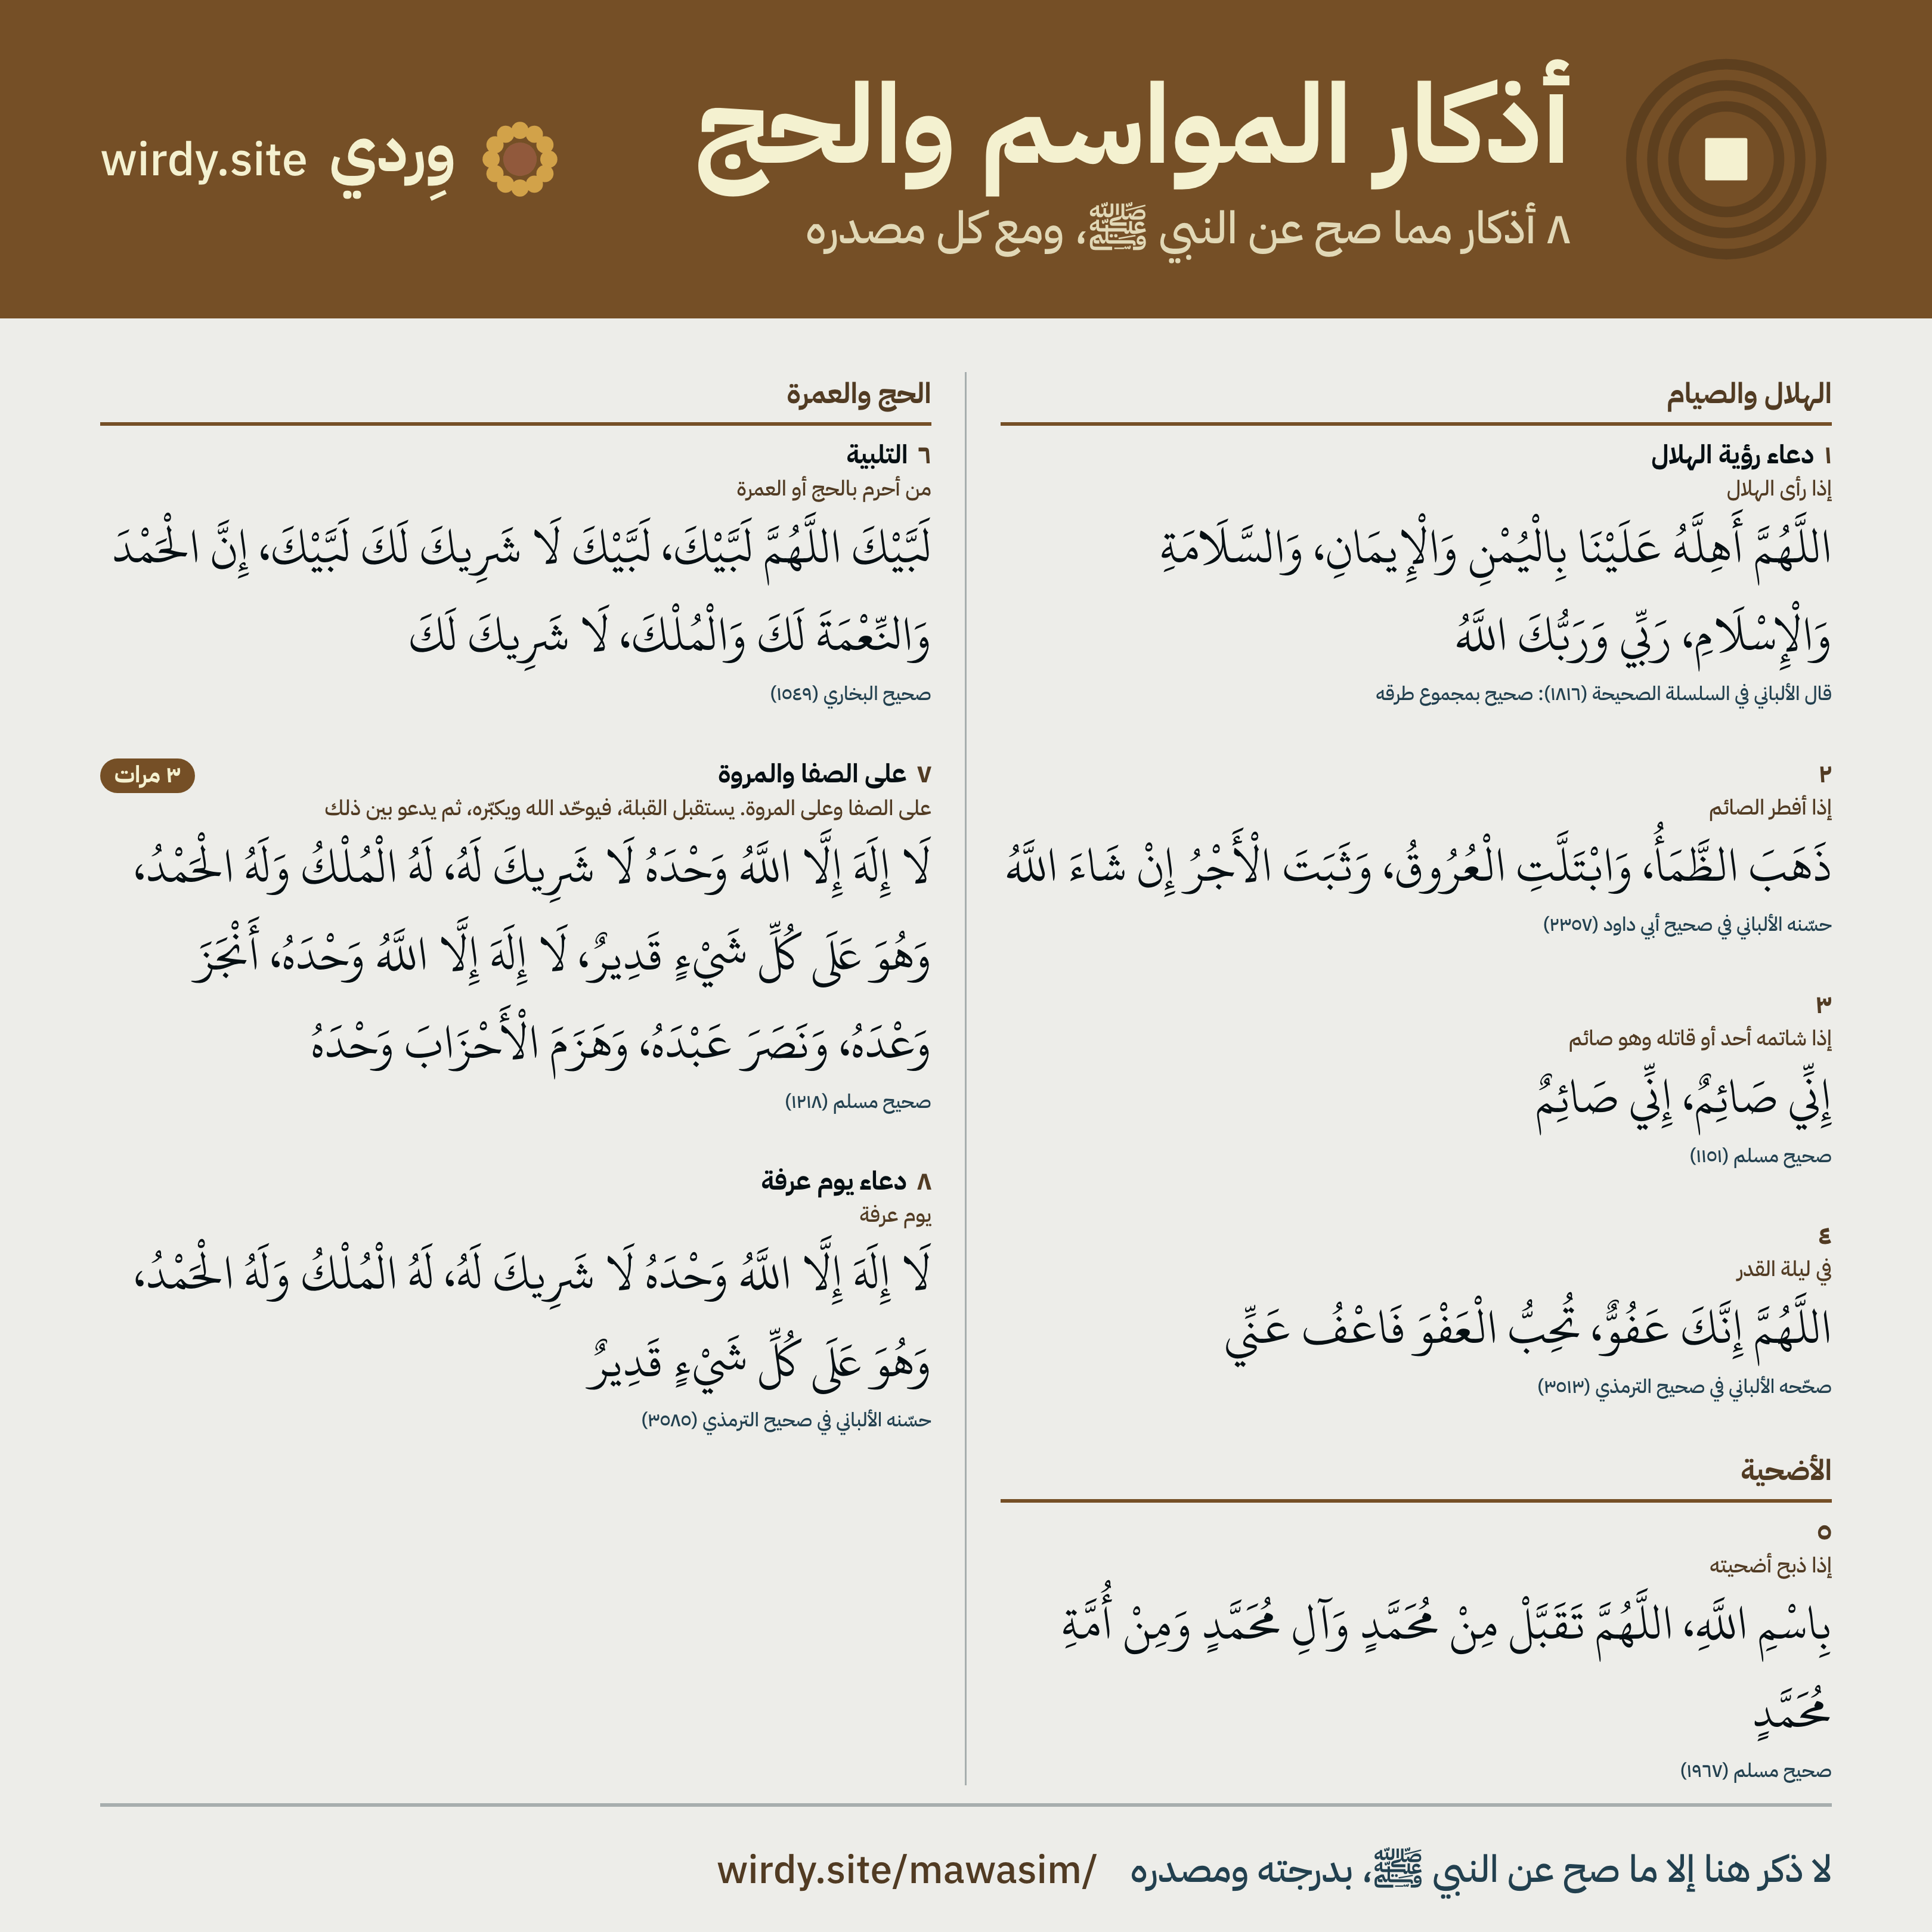 أذكار المواسم والحج
٨ أذكار مما صح عن النبي ﷺ، ومع كل مصدره
وِردي wirdy.site
الهلال والصيام
١ دعاء رؤية الهلال
إذا رأى الهلال
اللَّهُمَّ أَهِلَّهُ عَلَيْنَا بِالْيُمْنِ وَالْإِيمَانِ، وَالسَّلَامَةِ
وَالْإِسْلَامِ، رَبِّي وَرَبُّكَ اللَّهُ
قال الألباني في السلسلة الصحيحة (١٨١٦): صحيح بمجموع طرقه
٢
إذا أفطر الصائم
ذَهَبَ الظَّمَأُ، وَابْتَلَّتِ الْعُرُوقُ، وَثَبَتَ الْأَجْرُ إِنْ شَاءَ اللَّهُ
حسّنه الألباني في صحيح أبي داود (٢٣٥٧)
٣
إذا شاتمه أحد أو قاتله وهو صائم
إِنِّي صَائِمٌ، إِنِّي صَائِمٌ
صحيح مسلم (١١٥١)
٤
في ليلة القدر
اللَّهُمَّ إِنَّكَ عَفُوٌّ، تُحِبُّ الْعَفْوَ فَاعْفُ عَنِّي
صحّحه الألباني في صحيح الترمذي (٣٥١٣)
الأضحية
٥
إذا ذبح أضحيته
بِاسْمِ اللَّهِ، اللَّهُمَّ تَقَبَّلْ مِنْ مُحَمَّدٍ وَآلِ مُحَمَّدٍ وَمِنْ أُمَّةِ
مُحَمَّدٍ
صحيح مسلم (١٩٦٧)
الحج والعمرة
٦ التلبية
من أحرم بالحج أو العمرة
لَبَّيْكَ اللَّهُمَّ لَبَّيْكَ، لَبَّيْكَ لَا شَرِيكَ لَكَ لَبَّيْكَ، إِنَّ الْحَمْدَ
وَالنِّعْمَةَ لَكَ وَالْمُلْكَ، لَا شَرِيكَ لَكَ
صحيح البخاري (١٥٤٩)
٧ على الصفا والمروة ٣ مرات
على الصفا وعلى المروة. يستقبل القبلة، فيوحّد الله ويكبّره، ثم يدعو بين ذلك
لَا إِلَهَ إِلَّا اللَّهُ وَحْدَهُ لَا شَرِيكَ لَهُ، لَهُ الْمُلْكُ وَلَهُ الْحَمْدُ،
وَهُوَ عَلَى كُلِّ شَيْءٍ قَدِيرٌ، لَا إِلَهَ إِلَّا اللَّهُ وَحْدَهُ، أَنْجَزَ
وَعْدَهُ، وَنَصَرَ عَبْدَهُ، وَهَزَمَ الْأَحْزَابَ وَحْدَهُ
صحيح مسلم (١٢١٨)
٨ دعاء يوم عرفة
يوم عرفة
لَا إِلَهَ إِلَّا اللَّهُ وَحْدَهُ لَا شَرِيكَ لَهُ، لَهُ الْمُلْكُ وَلَهُ الْحَمْدُ،
وَهُوَ عَلَى كُلِّ شَيْءٍ قَدِيرٌ
حسّنه الألباني في صحيح الترمذي (٣٥٨٥)
لا ذكر هنا إلا ما صح عن النبي ﷺ، بدرجته ومصدره wirdy.site/mawasim/